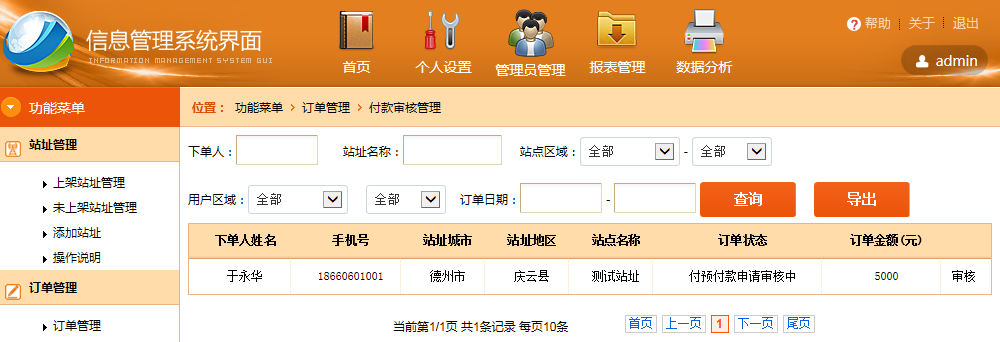 信息管理系统界面
INFORMATION MANAGEMENT SYSTEM GUI
首页 个人设置 管理员管理 报表管理 数据分析
帮助 | 关于 | 退出
admin
功能菜单
站址管理
上架站址管理
未上架站址管理
添加站址
操作说明
订单管理
订单管理
位置： 功能菜单 > 订单管理 > 付款审核管理
下单人： 站址名称： 站点区域： 全部 - 全部
用户区域： 全部 全部 订单日期： - 查询 导出
下单人姓名 手机号 站址城市 站址地区 站点名称 订单状态 订单金额(元)
于永华 18660601001 德州市 庆云县 测试站址 付预付款申请审核中 5000 审核
当前第1/1页 共1条记录 每页10条 首页 上一页 1 下一页 尾页